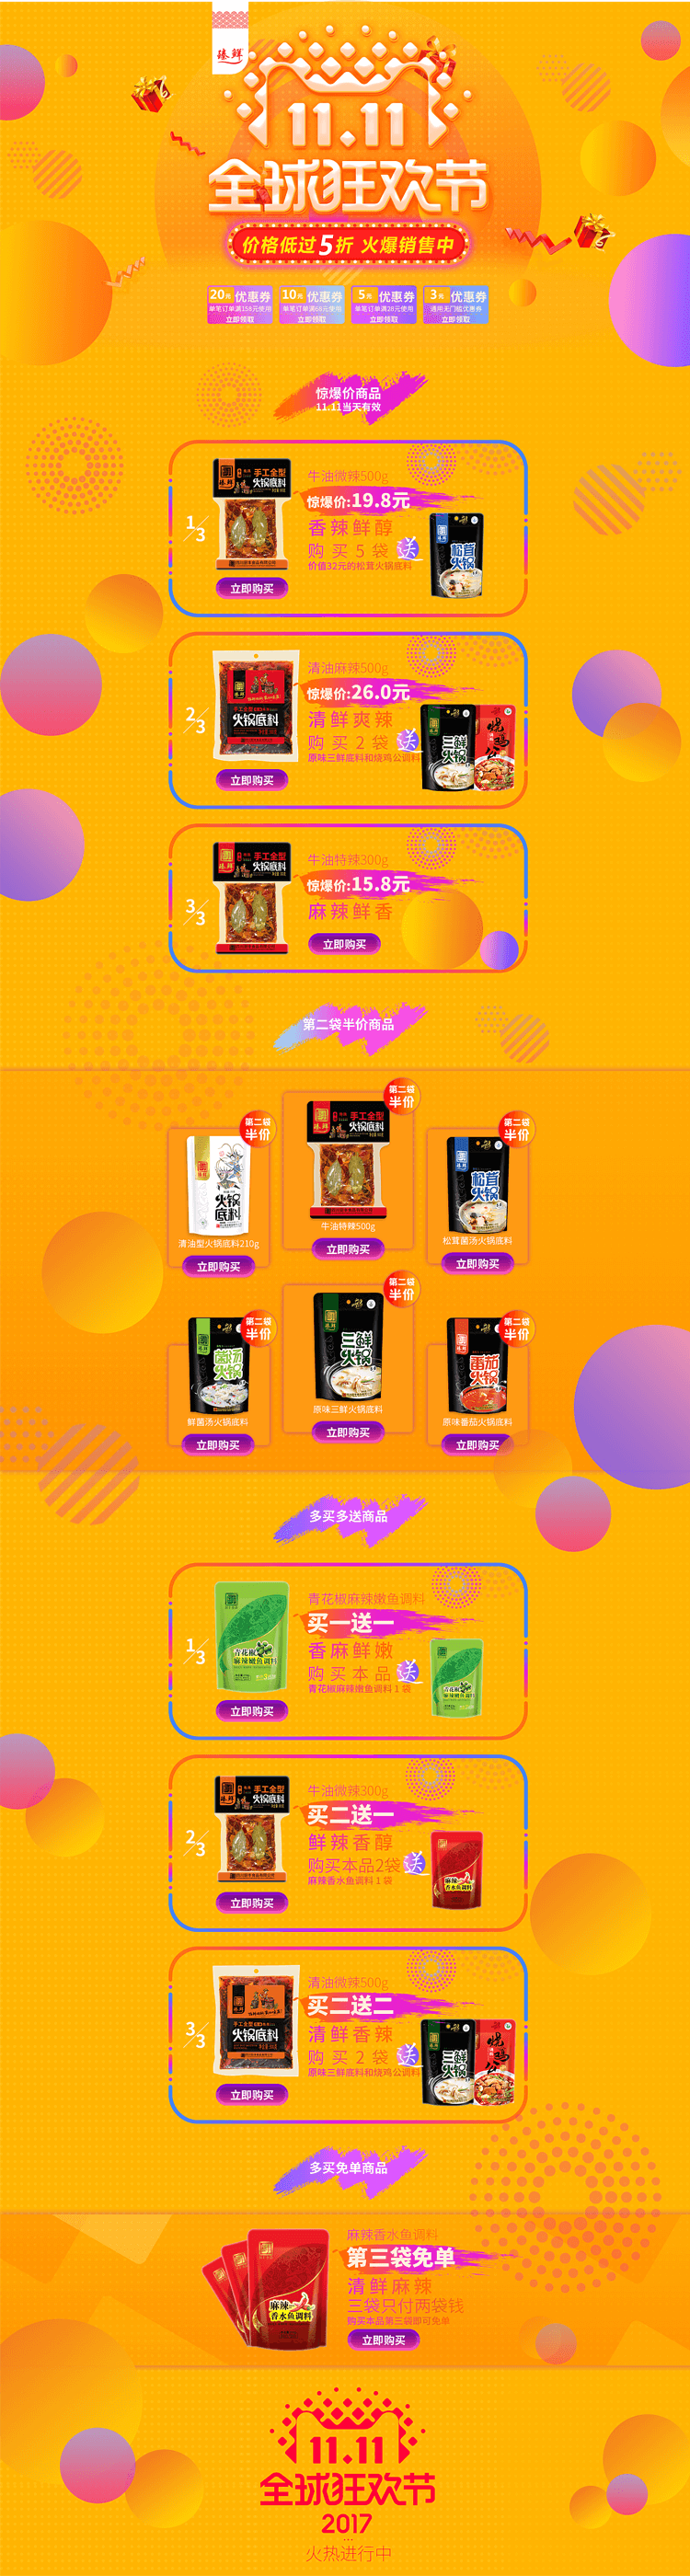 臻鲜
11.11
全球狂欢节
价格低过5折 火爆销售中
20元 优惠券
单笔订单满158元使用
立即领取
10元 优惠券
单笔订单满68元使用
立即领取
5元 优惠券
单笔订单满28元使用
立即领取
3元 优惠券
通用无门槛优惠券
立即领取
惊爆价商品
11.11当天有效
1/3
臻鲜
手工全型
火锅底料
立即购买
牛油微辣500g
惊爆价:19.8元
香辣鲜醇
购买5袋 送
价值32元的松茸火锅底料
松茸火锅
2/3
手工全型
火锅底料
立即购买
清油麻辣500g
惊爆价:26.0元
清鲜爽辣
购买2袋 送
原味三鲜底料和烧鸡公调料
三鲜火锅
烧鸡公
3/3
臻鲜
手工全型
火锅底料
牛油特辣300g
惊爆价:15.8元
麻辣鲜香
立即购买
第二袋半价商品
第二袋
半价
火锅底料
清油型火锅底料210g
立即购买
第二袋
半价
手工全型
火锅底料
牛油特辣500g
立即购买
第二袋
半价
松茸火锅
松茸菌汤火锅底料
立即购买
第二袋
半价
菌汤火锅
鲜菌汤火锅底料
立即购买
第二袋
半价
三鲜火锅
原味三鲜火锅底料
立即购买
第二袋
半价
番茄火锅
原味番茄火锅底料
立即购买
多买多送商品
1/3
青花椒
麻辣嫩鱼调料
立即购买
青花椒麻辣嫩鱼调料
买一送一
香麻鲜嫩
购买本品 送
青花椒麻辣嫩鱼调料1袋
青花椒
麻辣嫩鱼调料
2/3
臻鲜
手工全型
火锅底料
立即购买
牛油微辣300g
买二送一
鲜辣香醇
购买本品2袋 送
麻辣香水鱼调料1袋
麻辣
香水鱼调料
3/3
手工全型
火锅底料
立即购买
清油微辣500g
买二送二
清鲜香辣
购买2袋 送
原味三鲜底料和烧鸡公调料
三鲜火锅
烧鸡公
多买免单商品
麻辣
香水鱼调料
麻辣香水鱼调料
第三袋免单
清鲜麻辣
三袋只付两袋钱
购买本品第三袋即可免单
立即购买
11.11
全球狂欢节
2017
...
火热进行中